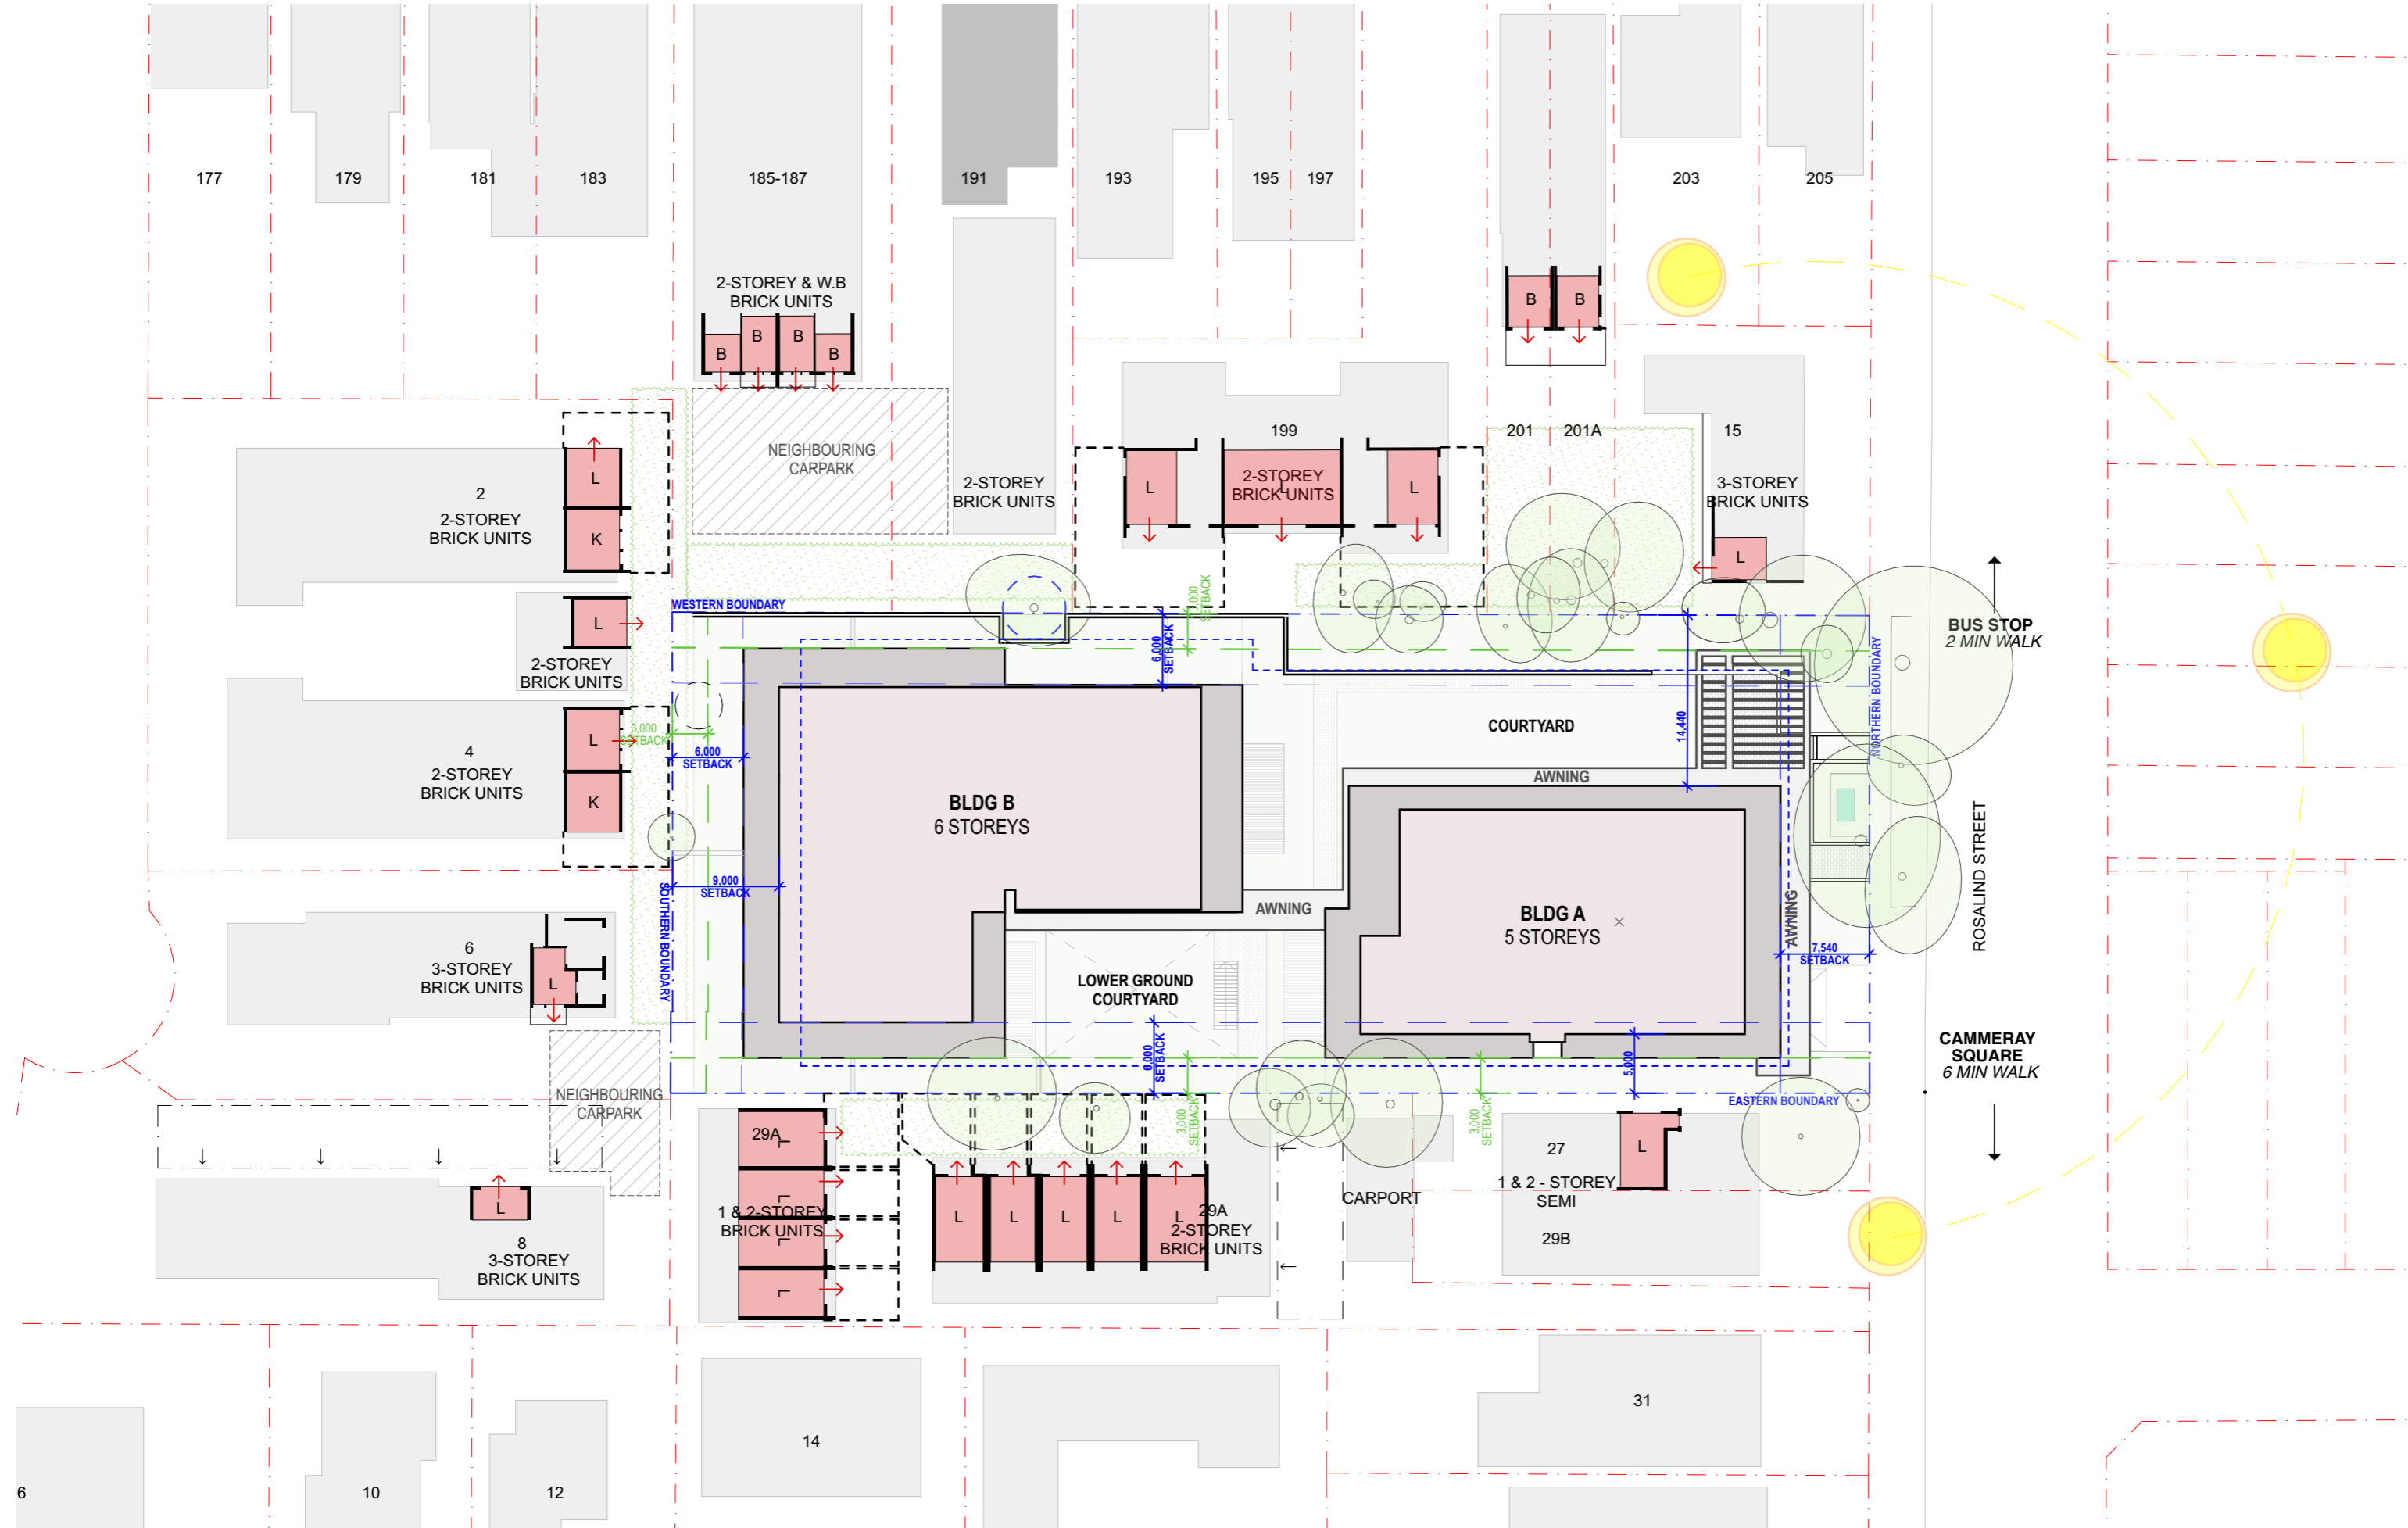 177
179
181
183
185-187
191
193
195
197
203
205
2-STOREY & W.B
BRICK UNITS
B
B
B
B
B
B
NEIGHBOURING
CARPARK
2-STOREY
BRICK UNITS
199
2-STOREY
BRICK UNITS
L
L
L
201
201A
15
3-STOREY
BRICK UNITS
L
2
2-STOREY
BRICK UNITS
L
K
L
2-STOREY
BRICK UNITS
4
2-STOREY
BRICK UNITS
L
K
6
3-STOREY
BRICK UNITS
L
NEIGHBOURING
CARPARK
8
3-STOREY
BRICK UNITS
L
WESTERN BOUNDARY
SOUTHERN BOUNDARY
NORTHERN BOUNDARY
EASTERN BOUNDARY
3,000
SETBACK
6,000
SETBACK
3,000
SETBACK
6,000
SETBACK
9,000
SETBACK
14,440
7,540
SETBACK
6,000
SETBACK
3,000
SETBACK
3,000
SETBACK
5,000
BLDG B
6 STOREYS
COURTYARD
AWNING
AWNING
AWNING
BLDG A
5 STOREYS
LOWER GROUND
COURTYARD
BUS STOP
2 MIN WALK
ROSALIND STREET
CAMMERAY
SQUARE
6 MIN WALK
29A
L
L
L
L
1 & 2-STOREY
BRICK UNITS
L
L
L
L
L
29A
2-STOREY
BRICK UNITS
CARPORT
27
1 & 2 - STOREY
SEMI
29B
L
6
10
12
14
31